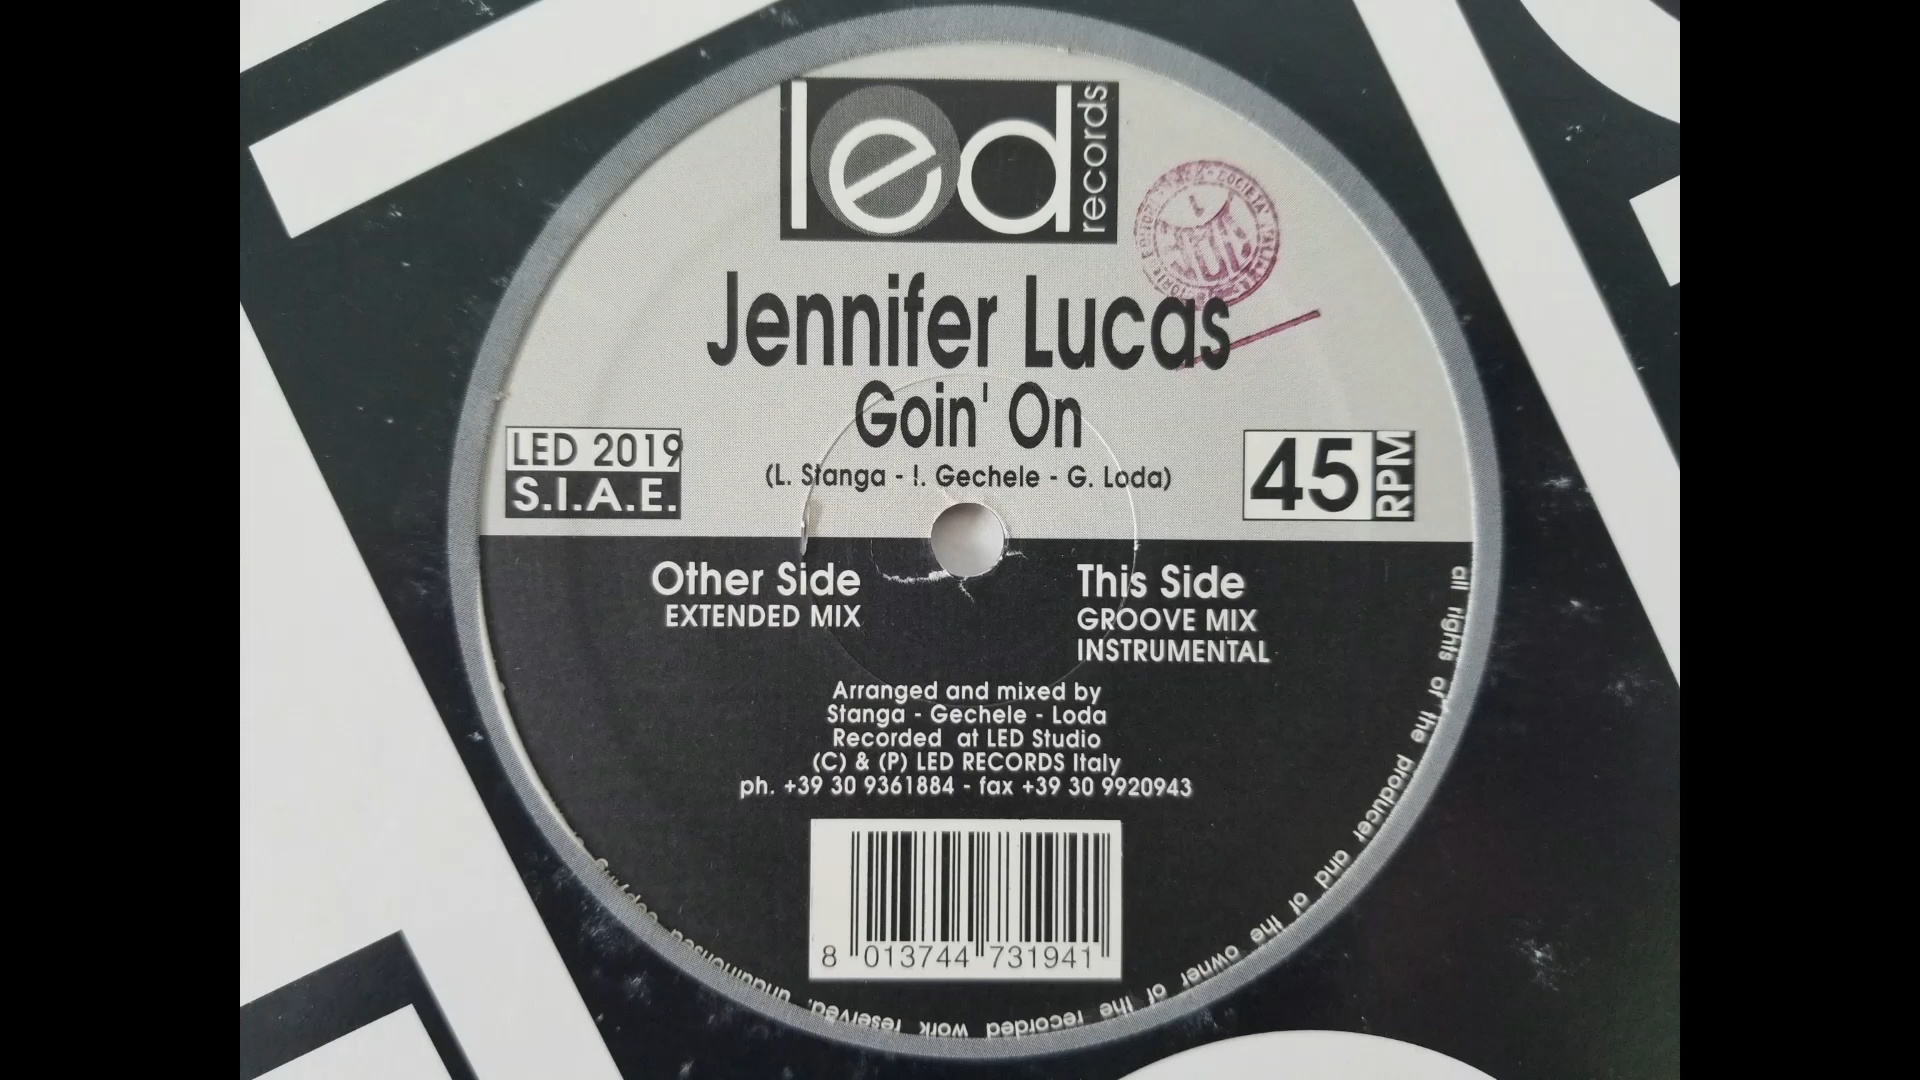 led records
Jennifer Lucas
Goin' On
(L. Stanga - I. Gechele - G. Loda)
LED 2019
S.I.A.E.
45 RPM
Other Side
EXTENDED MIX
This Side
GROOVE MIX
INSTRUMENTAL
Arranged and mixed by
Stanga - Gechele - Loda
Recorded at LED Studio
(C) & (P) LED RECORDS Italy
ph. +39 30 9361884 - fax +39 30 9920943
8 013744 731941
all rights of the producer and of the owner of the recorded work reserved. unauthorised copying